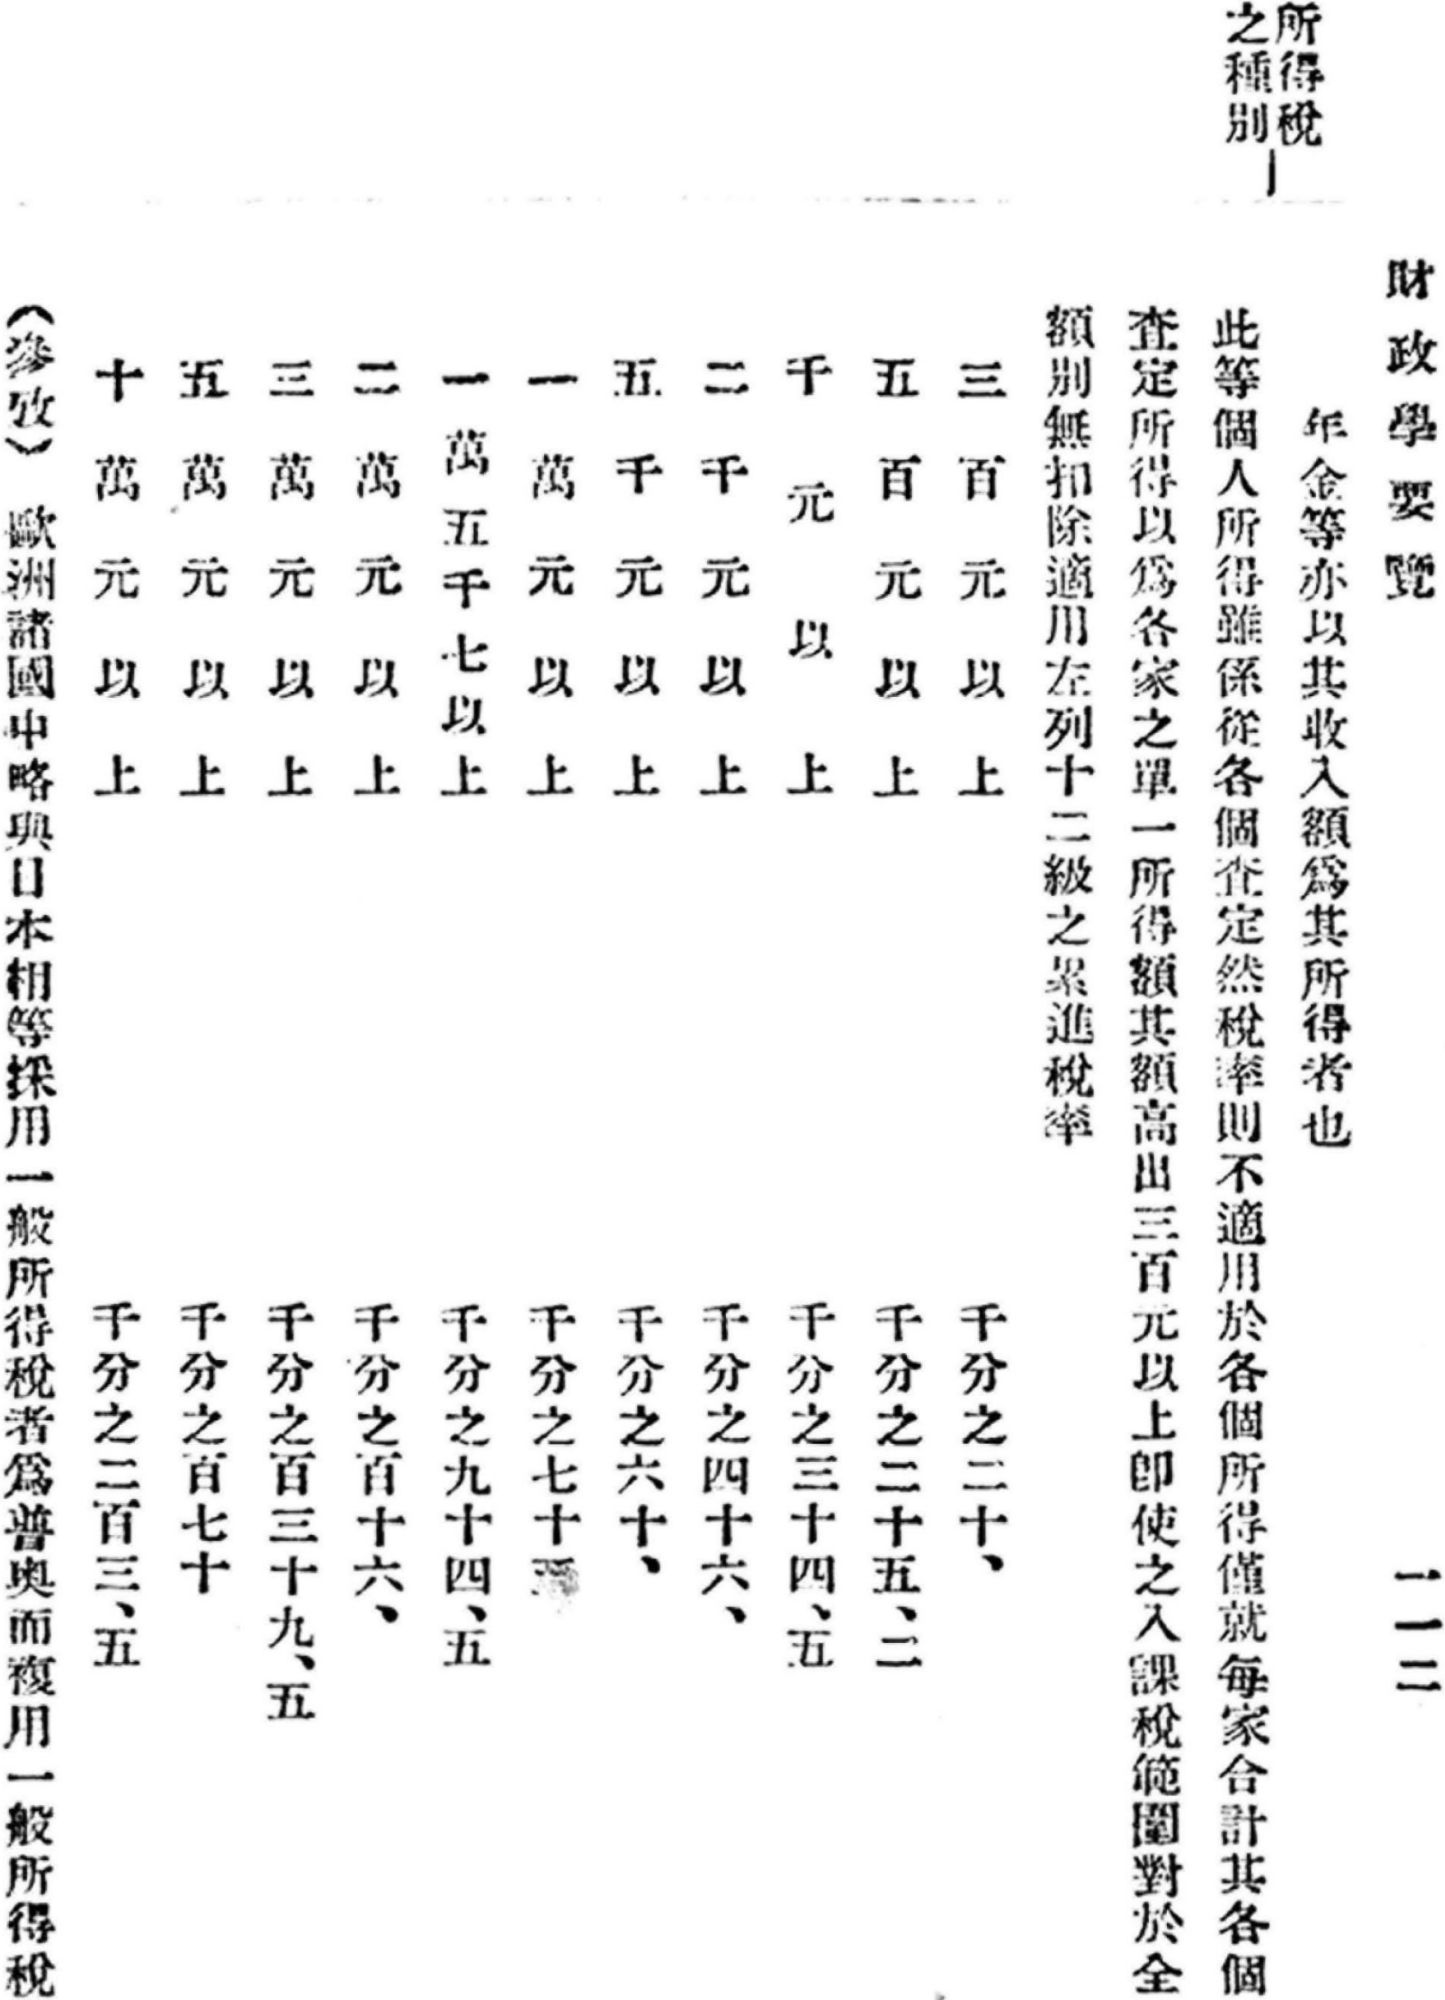 所得稅
之種別
財政學要覽
一一二
年金等亦以其收入額爲其所得者也
此等個人所得雖係從各個查定然稅率則不適用於各個所得僅就每家合計其各個
查定所得以爲各家之單一所得額其額高出三百元以上卽使之入課稅範圍對於全
額別無扣除適用左列十二級之累進稅率
三百元以上 千分之二十、
五百元以上 千分之二十五、二
千元以上 千分之三十四、五
二千元以上 千分之四十六、
五千元以上 千分之六十、
一萬元以上 千分之七十
一萬五千七以上 千分之九十四、五
二萬元以上 千分之百十六、
三萬元以上 千分之百三十九、五
五萬元以上 千分之百七十
十萬元以上 千分之二百三、五
（參攷） 歐洲諸國中略與日本相等採用一般所得稅者爲普奧而複用一般所得稅